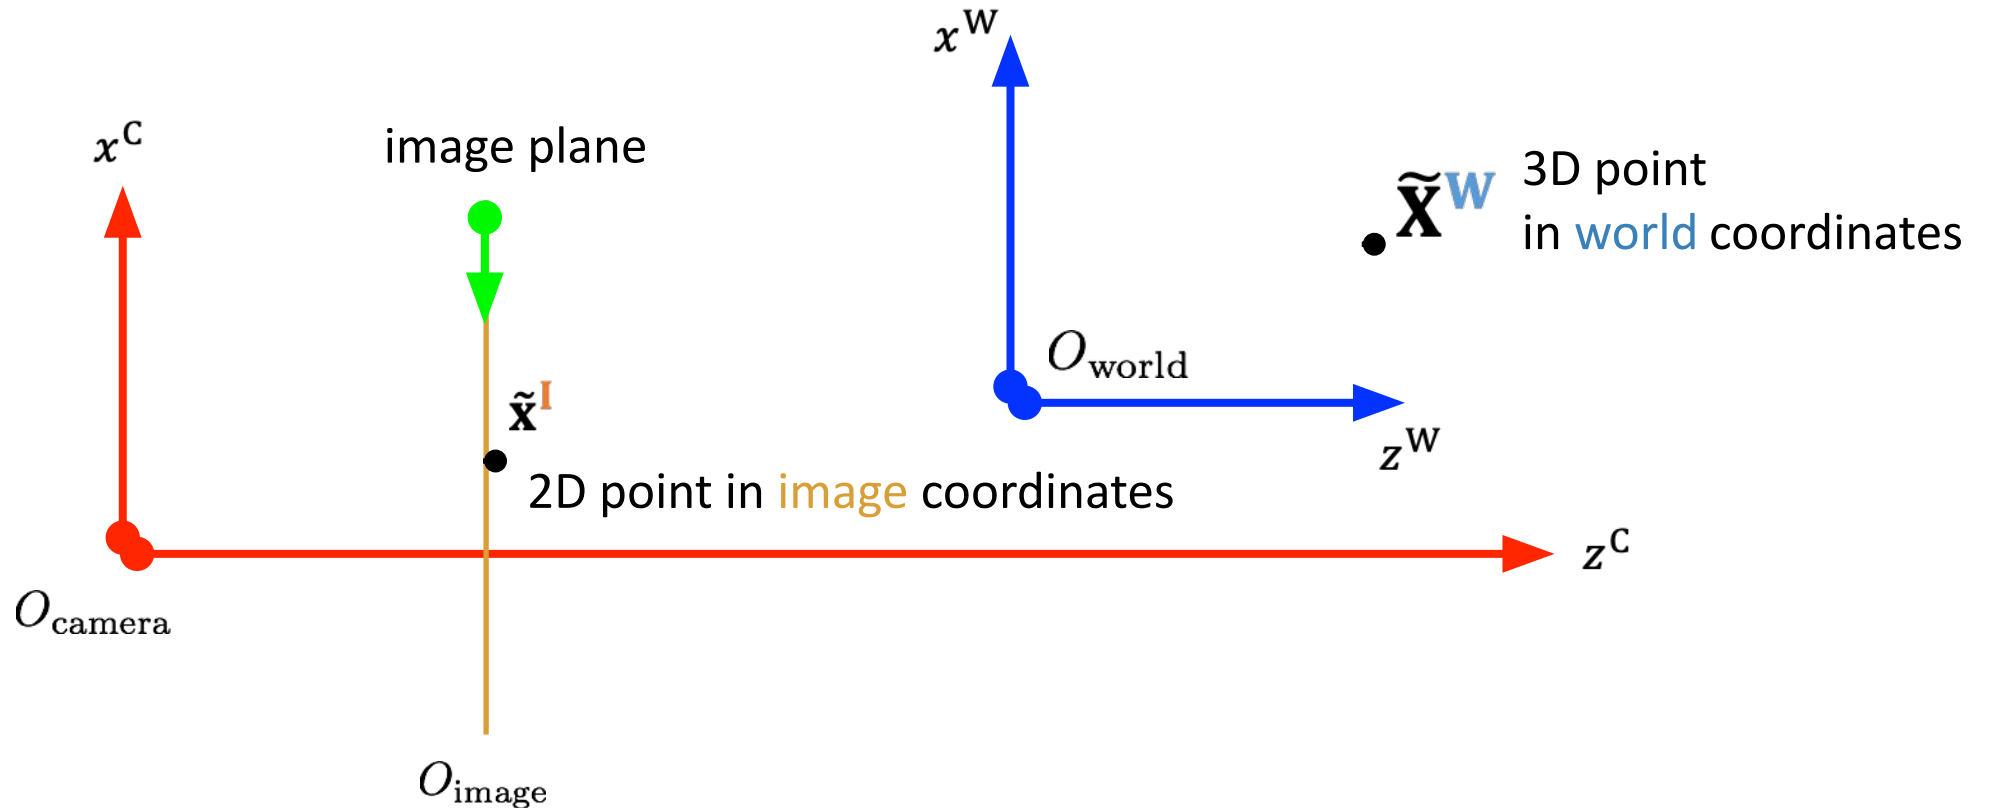 x^W
x^C
image plane
X̃^W
3D point
in world coordinates
O_world
x̃^I
z^W
2D point in image coordinates
z^C
O_camera
O_image